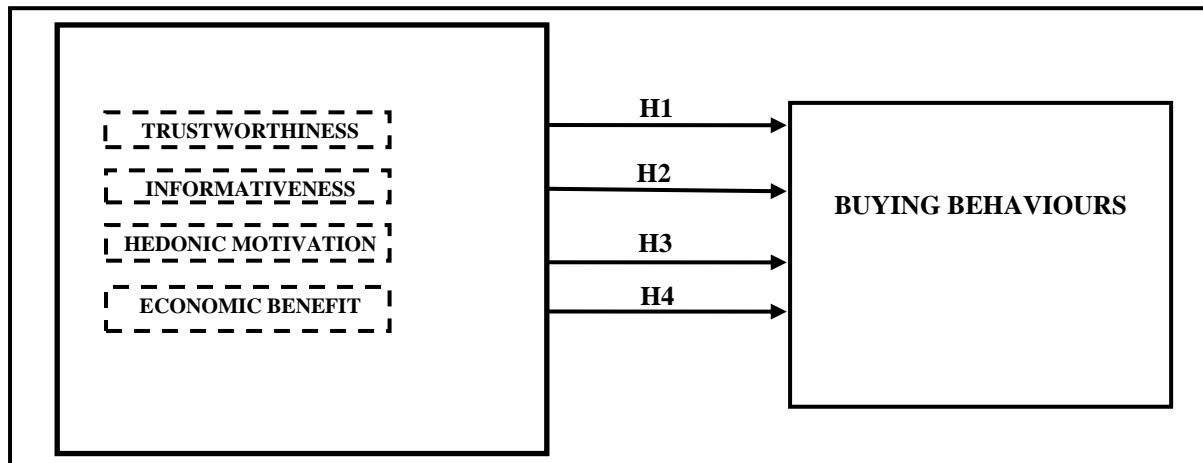 TRUSTWORTHINESS
INFORMATIVENESS
HEDONIC MOTIVATION
ECONOMIC BENEFIT
H1
H2
H3
H4
BUYING BEHAVIOURS